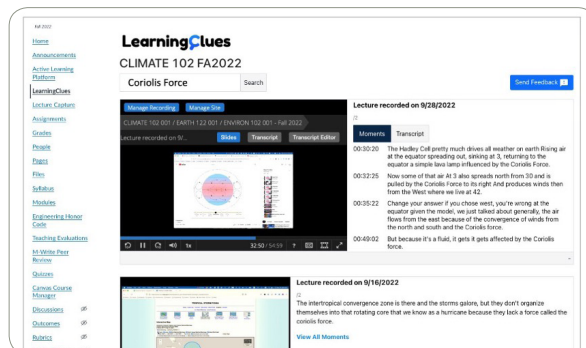 Fall 2022
Home
Announcements
Active Learning
Platform
LearningClues
Lecture Capture
Assignments
Grades
People
Pages
Files
Syllabus
Modules
Engineering Honor
Code
Teaching Evaluations
M-Write Peer
Review
Quizzes
Canvas Course
Manager
Discussions
Outcomes
Rubrics
LearningClues
CLIMATE 102 FA2022
Coriolis Force
Search
Send Feedback
Manage Recording
Manage Site
CLIMATE 102 001 / EARTH 122 001 / ENVIRON 102 001 - Fall 2022
Lecture recorded on 9/...
Slides
Transcript
Transcript Editor
1x
32:50 / 54:59
Lecture recorded on 9/28/2022
Moments
Transcript
00:30:20 The Hadley Cell pretty much drives all weather on earth Rising air
at the equator spreading out, sinking at 3, returning to the
equator a simple lava lamp influenced by the Coriolis Force.
00:32:25 Now some of that air At 3 also spreads north from 30 and is
pulled by the Coriolis Force to its right And produces winds then
from the West where we live at 42.
00:35:22 Change your answer if you chose west, you're wrong at the
equator given the model, we just talked about generally, the air
flows from the east because of the convergence of winds from
the north and south and the Coriolis force.
00:49:02 But because it's a fluid, it gets it gets affected by the Coriolis
force.
Lecture recorded on 9/16/2022
The intertropical convergence zone is there and the storms galore, but they don't organize
themselves into that rotating core that we know as a hurricane because they lack a force called the
coriolis force.
View All Moments